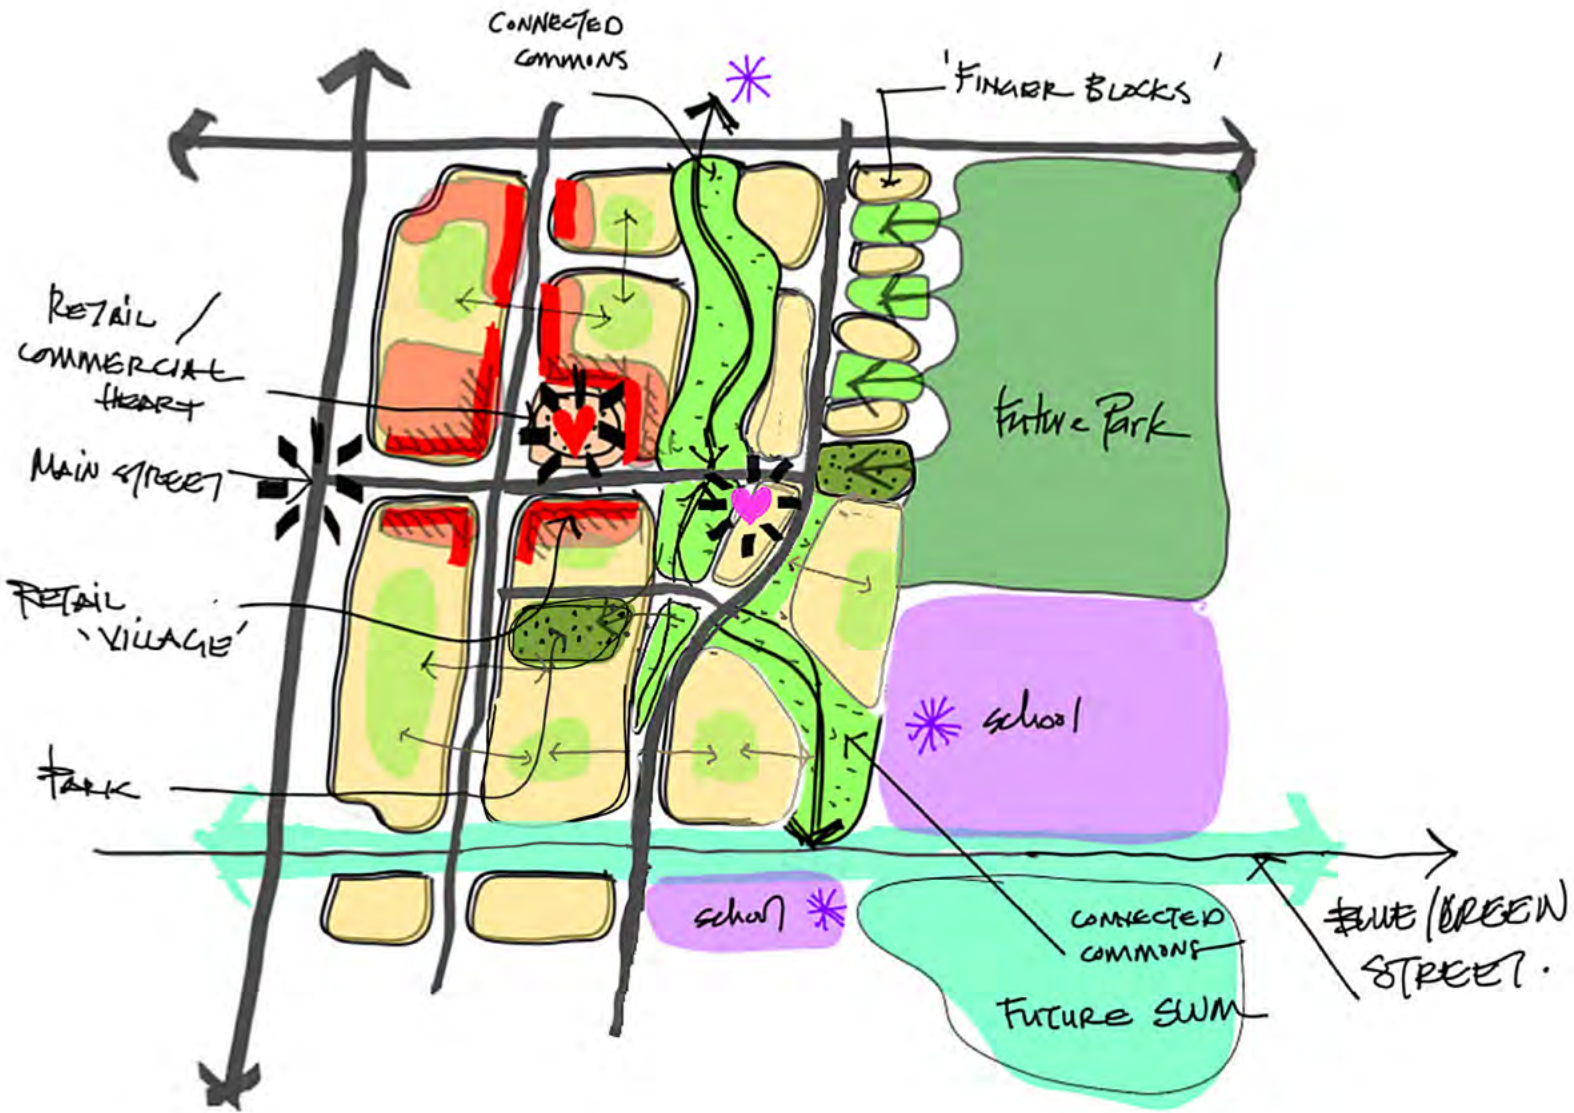 CONNECTED
COMMONS
'FINGER BLOCKS'
RETAIL /
COMMERCIAL
HEART
MAIN STREET
Future Park
RETAIL
'VILLAGE'
school
PARK
school
CONNECTED
COMMONS
BLUE/GREEN
STREET.
FUTURE SWM